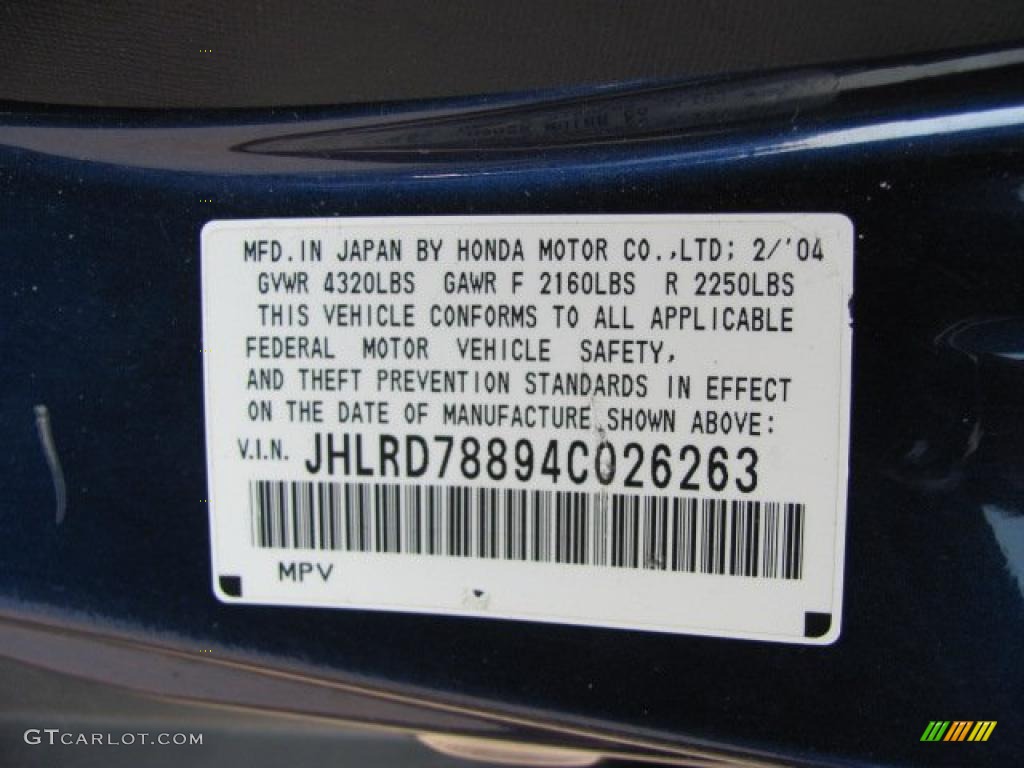 MFD.IN JAPAN BY HONDA MOTOR CO.,LTD; 2/'04
GVWR 4320LBS GAWR F 2160LBS R 2250LBS
THIS VEHICLE CONFORMS TO ALL APPLICABLE
FEDERAL MOTOR VEHICLE SAFETY,
AND THEFT PREVENTION STANDARDS IN EFFECT
ON THE DATE OF MANUFACTURE SHOWN ABOVE:
V.I.N. JHLRD78894C026263
MPV
GTCARLOT.COM